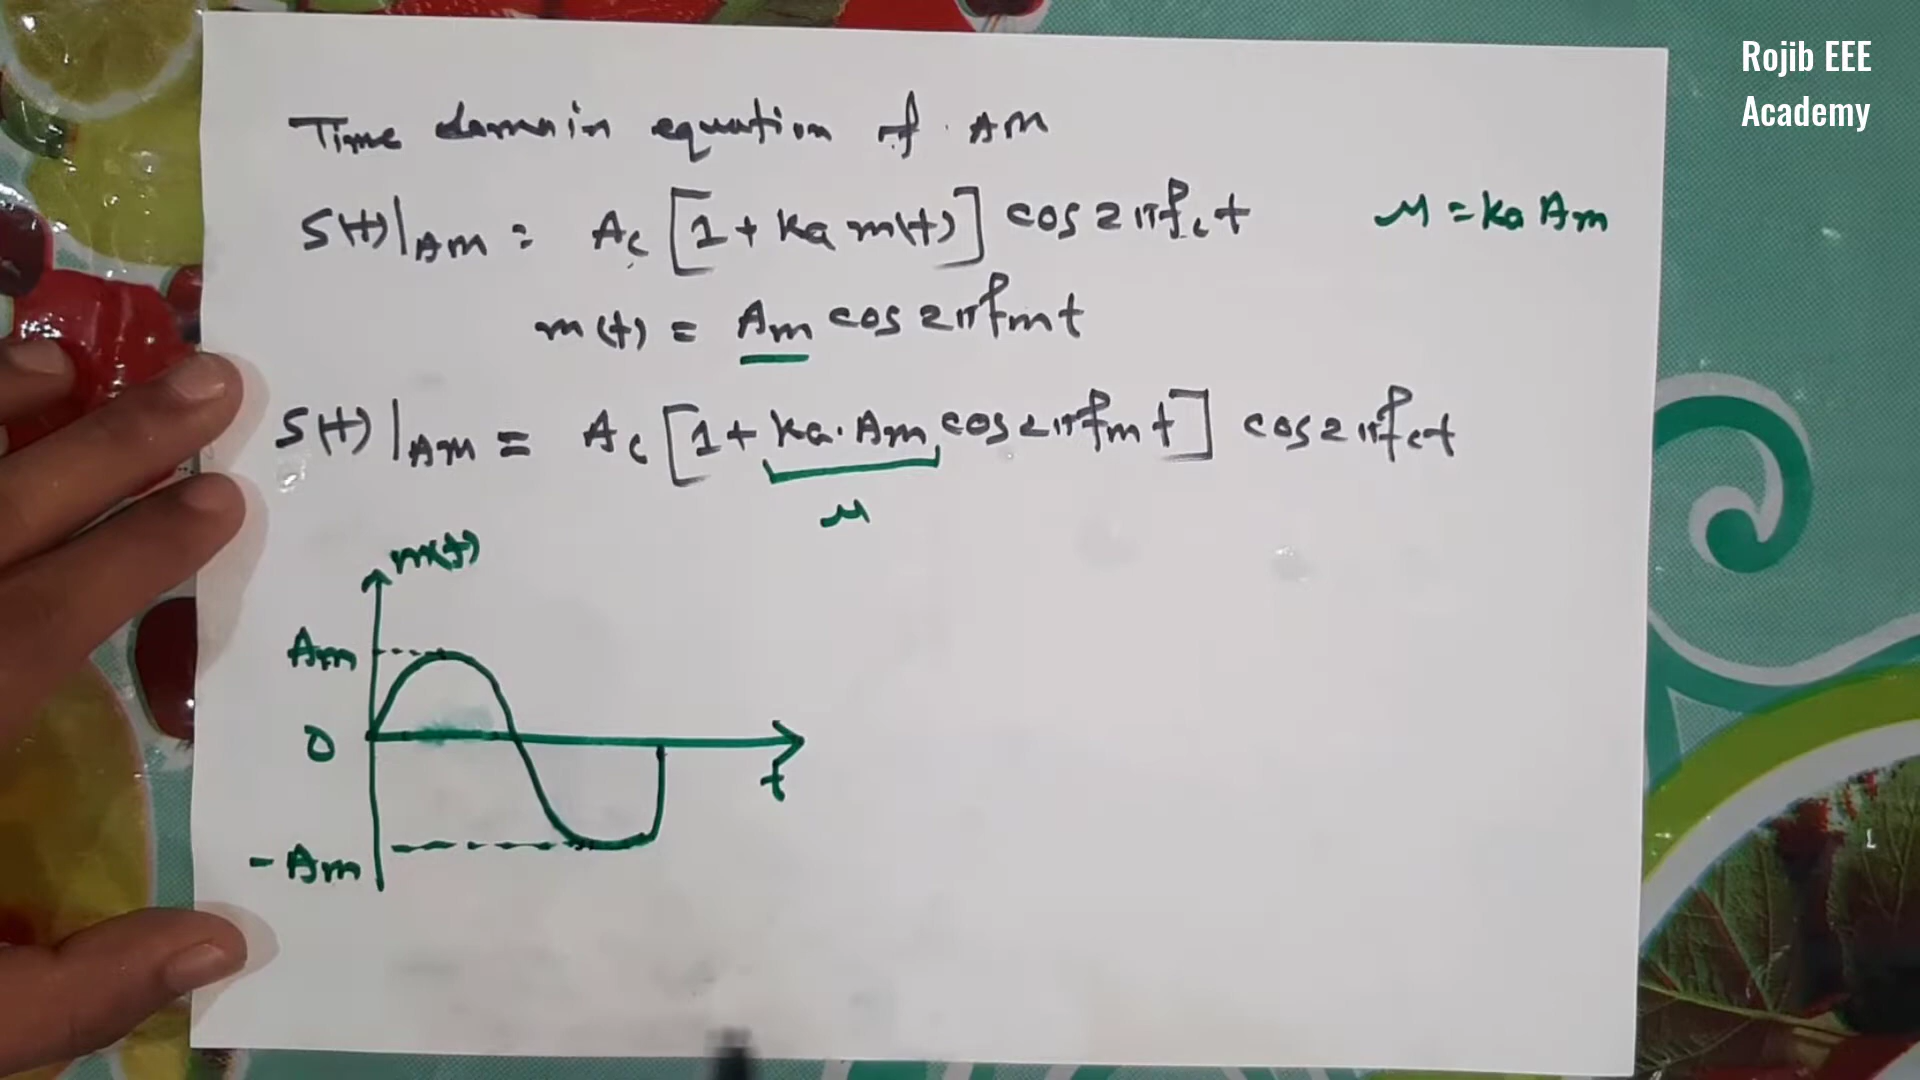 Rojib EEE
Academy
Time domain equation of AM
S(t)|AM = Ac [1 + ka m(t)] cos 2πfct
μ = ka Am
m(t) = Am cos 2πfmt
S(t)|AM = Ac [1 + ka. Am cos 2πfm t] cos 2πfct
μ
m(t)
Am
0
t
- Am